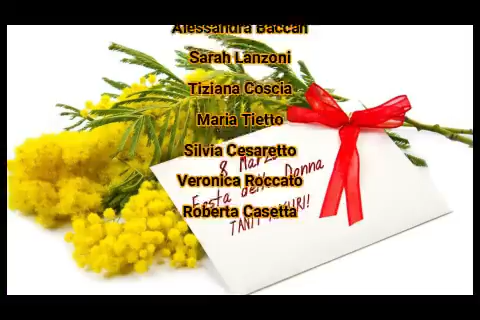 Alessandra Baccan
Sarah Lanzoni
Tiziana Coscia
Maria Tietto
Silvia Cesaretto
8 Marzo
Veronica Roccato
Festa della Donna
Roberta Casetta
TANTI AUGURI!